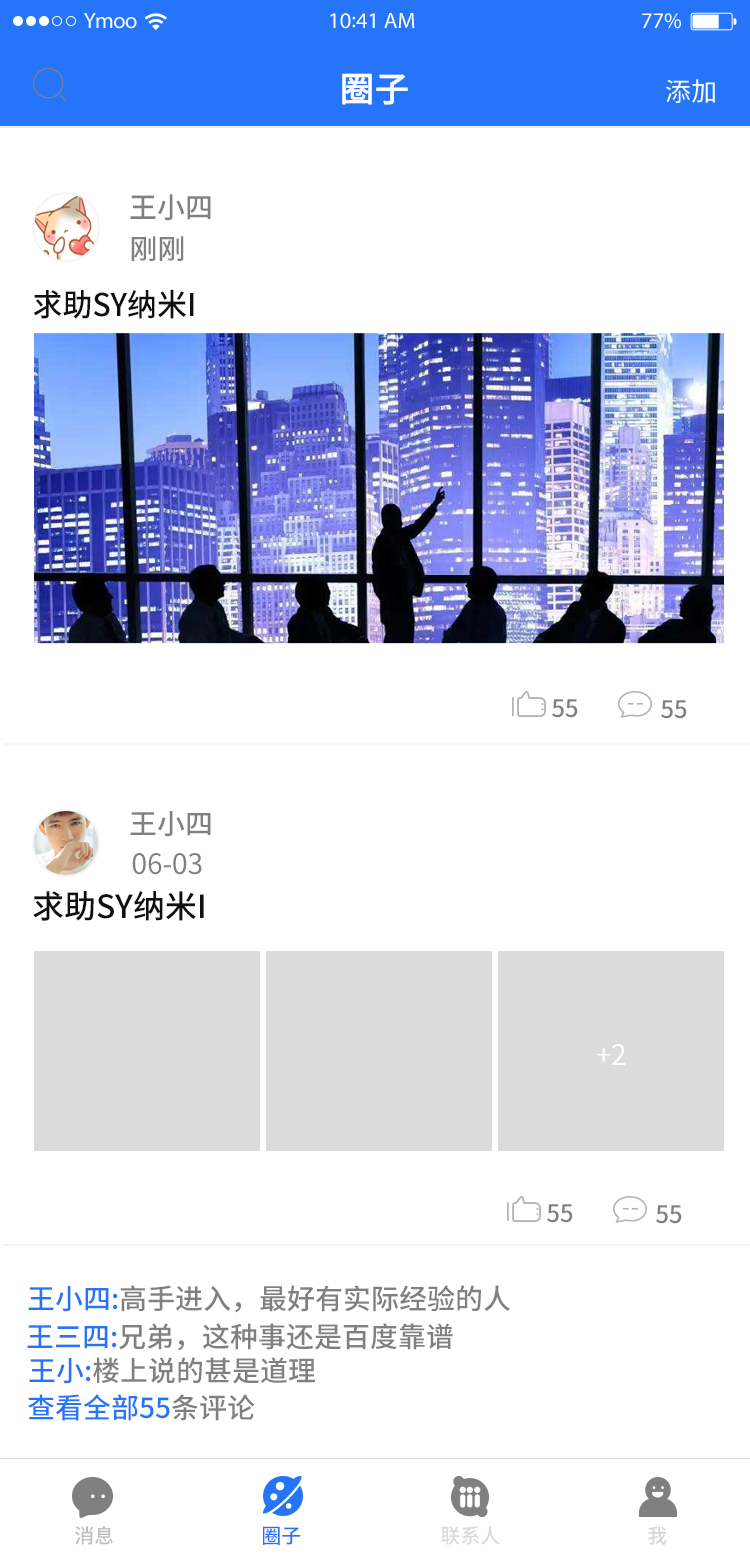 Ymoo 10:41 AM 77%
圈子 添加
王小四
刚刚
求助SY纳米I
55 55
王小四
06-03
求助SY纳米I
+2
55 55
王小四:高手进入，最好有实际经验的人
王三四:兄弟，这种事还是百度靠谱
王小:楼上说的甚是道理
查看全部55条评论
消息 圈子 联系人 我